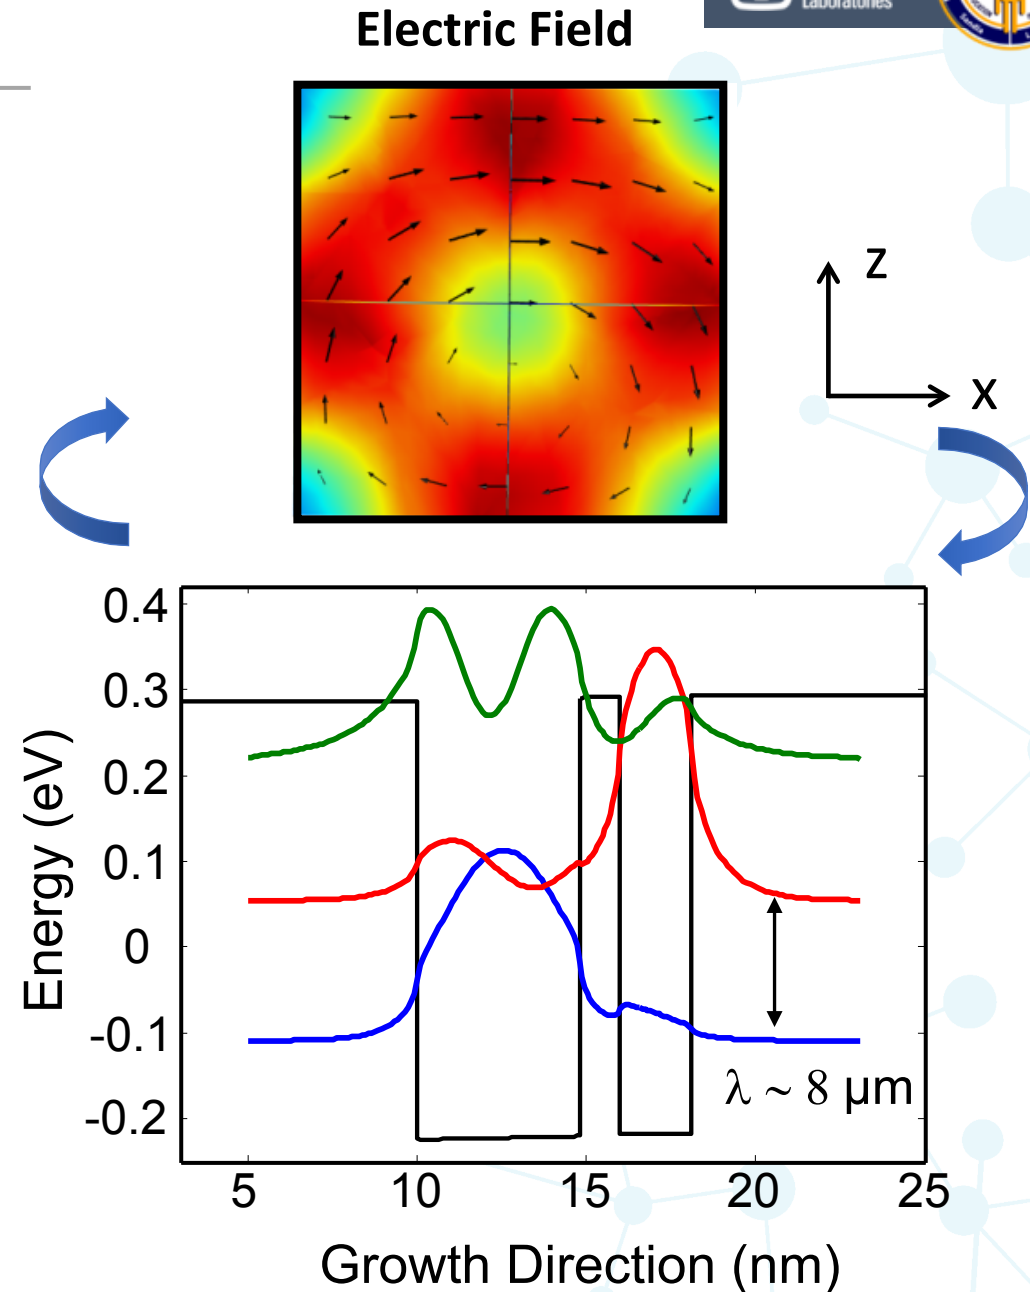 Laboratories
Electric Field
Z
X
0.4
0.3
0.2
0.1
0
-0.1
-0.2
Energy (eV)
λ ~ 8 μm
5 10 15 20 25
Growth Direction (nm)